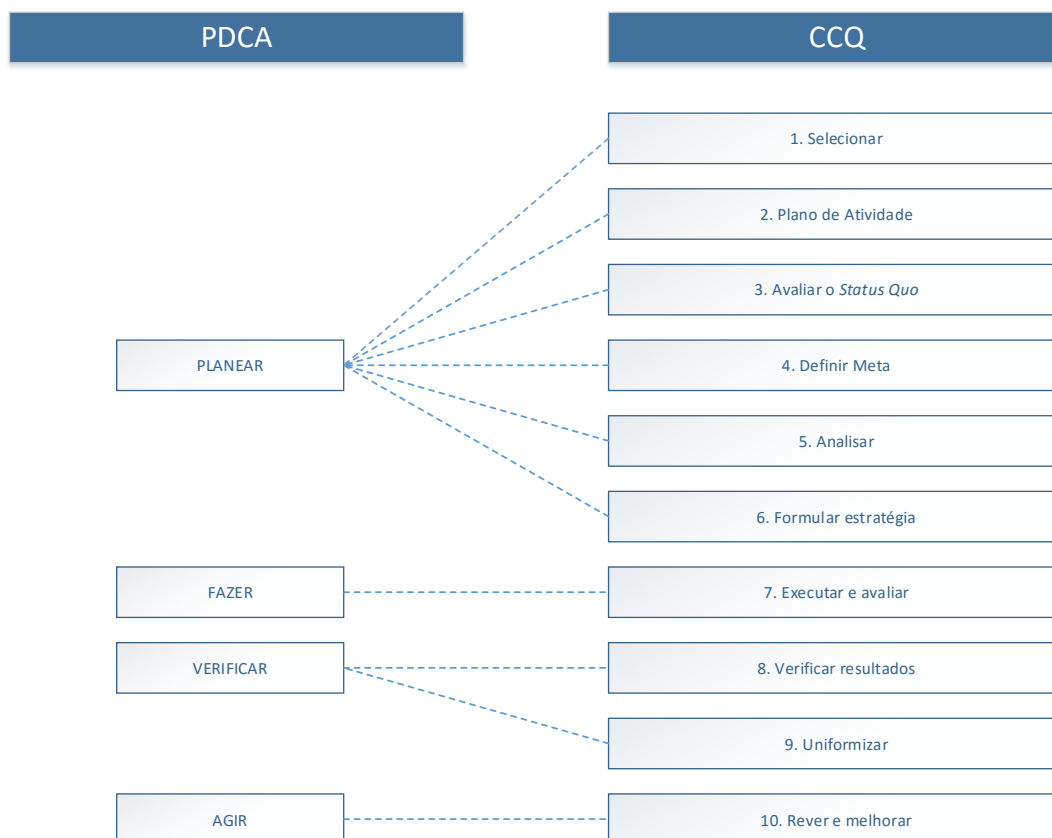 PDCA
CCQ
1. Selecionar
2. Plano de Atividade
3. Avaliar o Status Quo
PLANEAR
4. Definir Meta
5. Analisar
6. Formular estratégia
FAZER
7. Executar e avaliar
VERIFICAR
8. Verificar resultados
9. Uniformizar
AGIR
10. Rever e melhorar